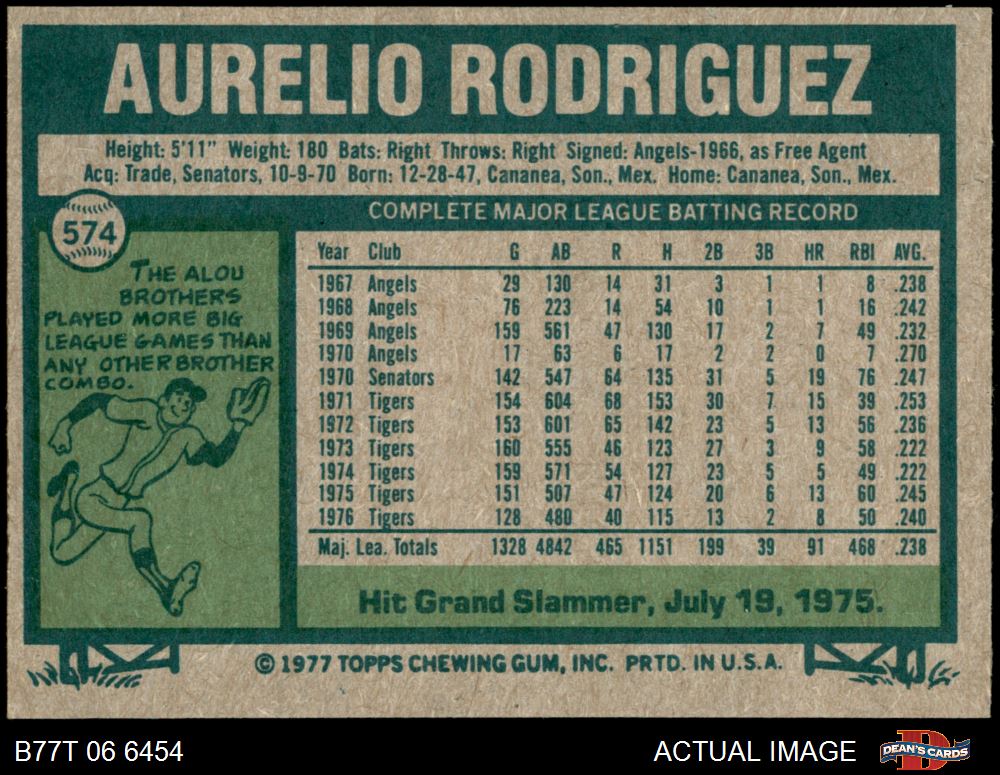 AURELIO RODRIGUEZ
Height: 5'11" Weight: 180 Bats: Right Throws: Right Signed: Angels-1966, as Free Agent
Acq: Trade, Senators, 10-9-70 Born: 12-28-47, Cananea, Son., Mex. Home: Cananea, Son., Mex.
574
THE ALOU
BROTHERS
PLAYED MORE BIG
LEAGUE GAMES THAN
ANY OTHER BROTHER
COMBO.
COMPLETE MAJOR LEAGUE BATTING RECORD
Year Club G AB R H 2B 3B HR RBI AVG.
1967 Angels 29 130 14 31 3 1 1 8 .238
1968 Angels 76 223 14 54 10 1 1 16 .242
1969 Angels 159 561 47 130 17 2 7 49 .232
1970 Angels 17 63 6 17 2 2 0 7 .270
1970 Senators 142 547 64 135 31 5 19 76 .247
1971 Tigers 154 604 68 153 30 7 15 39 .253
1972 Tigers 153 601 65 142 23 5 13 56 .236
1973 Tigers 160 555 46 123 27 3 9 58 .222
1974 Tigers 159 571 54 127 23 5 5 49 .222
1975 Tigers 151 507 47 124 20 6 13 60 .245
1976 Tigers 128 480 40 115 13 2 8 50 .240
Maj. Lea. Totals 1328 4842 465 1151 199 39 91 468 .238
Hit Grand Slammer, July 19, 1975.
© 1977 TOPPS CHEWING GUM, INC. PRTD. IN U.S.A.
B77T 06 6454
ACTUAL IMAGE
D
DEAN'S CARDS